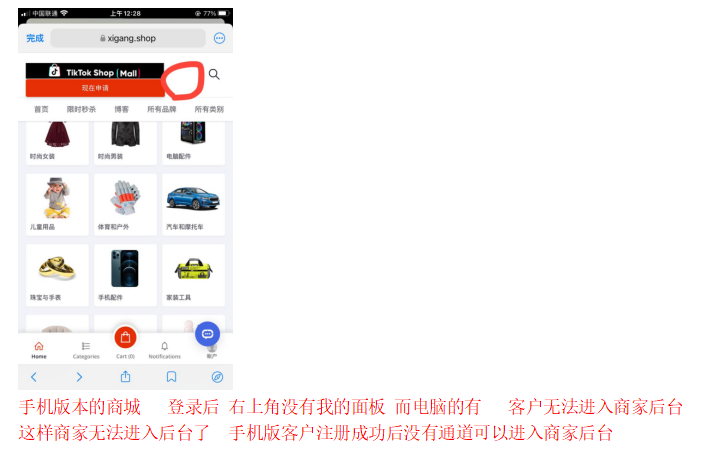 中国联通 上午12:28 77%
完成 xigang.shop
TikTok Shop [Mall]
现在申请
首页 限时秒杀 博客 所有品牌 所有类别
时尚女装 时尚男装 电脑配件
儿童用品 体育和户外 汽车和摩托车
珠宝与手表 手机配件 家装工具
Home Categories Cart (0) Notifications 账户
手机版本的商城 登录后 右上角没有我的面板 而电脑的有 客户无法进入商家后台
这样商家无法进入后台了 手机版客户注册成功后没有通道可以进入商家后台